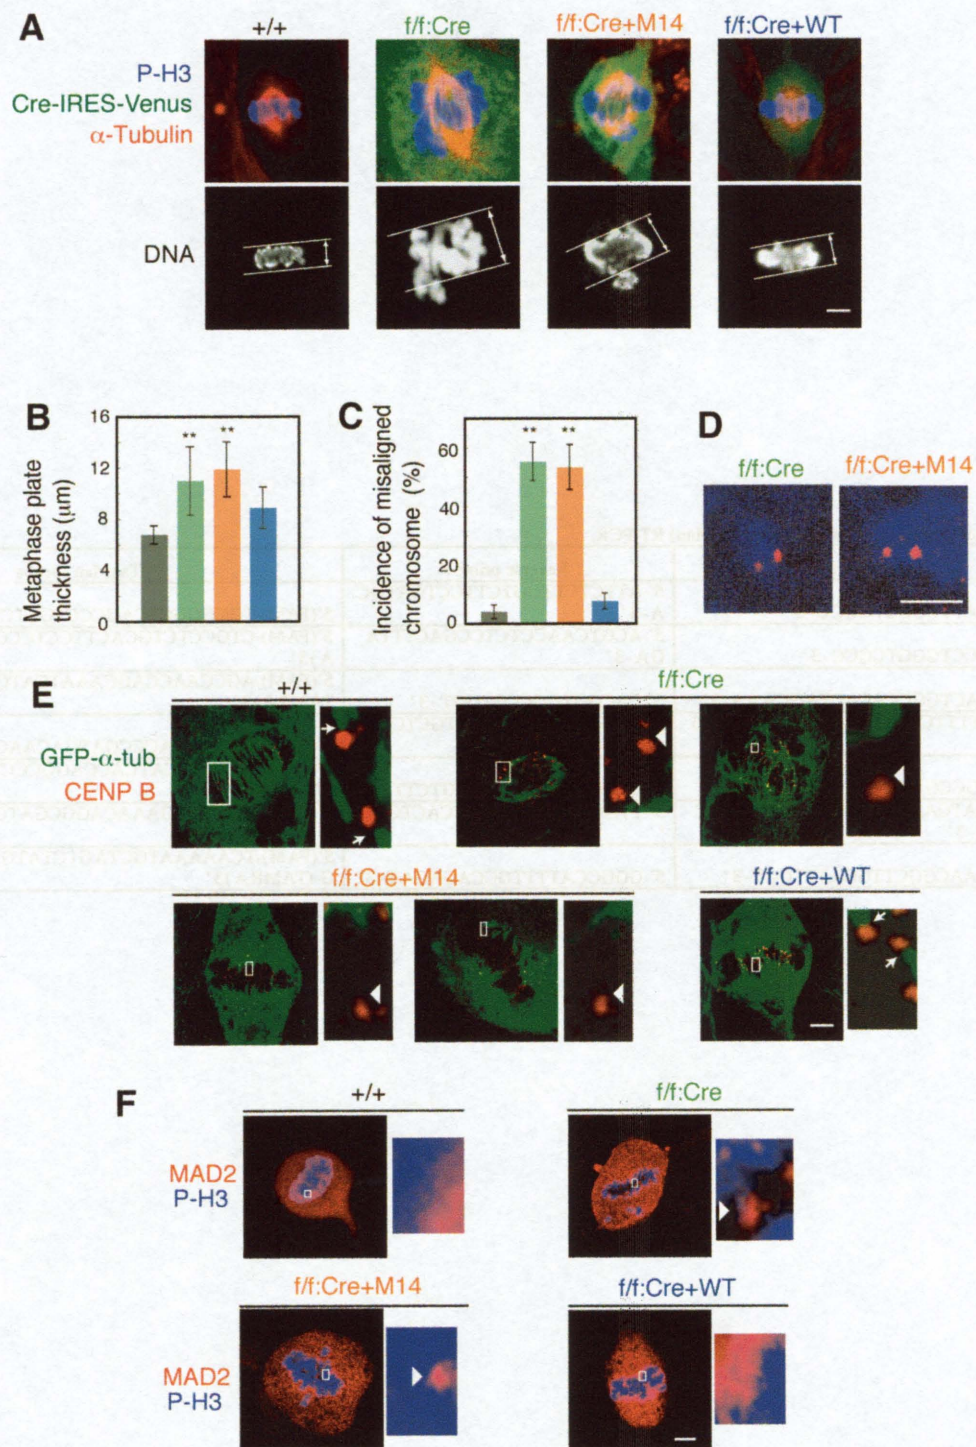 A
+/+
f/f:Cre
f/f:Cre+M14
f/f:Cre+WT
P-H3
Cre-IRES-Venus
α-Tubulin
DNA
B
Metaphase plate
thickness (μm)
16
12
8
4
0
**
**
C
Incidence of misaligned
chromosome (%)
60
40
20
0
**
**
D
f/f:Cre
f/f:Cre+M14
E
+/+
f/f:Cre
GFP-α-tub
CENP B
f/f:Cre+M14
f/f:Cre+WT
F
+/+
f/f:Cre
MAD2
P-H3
f/f:Cre+M14
f/f:Cre+WT
MAD2
P-H3